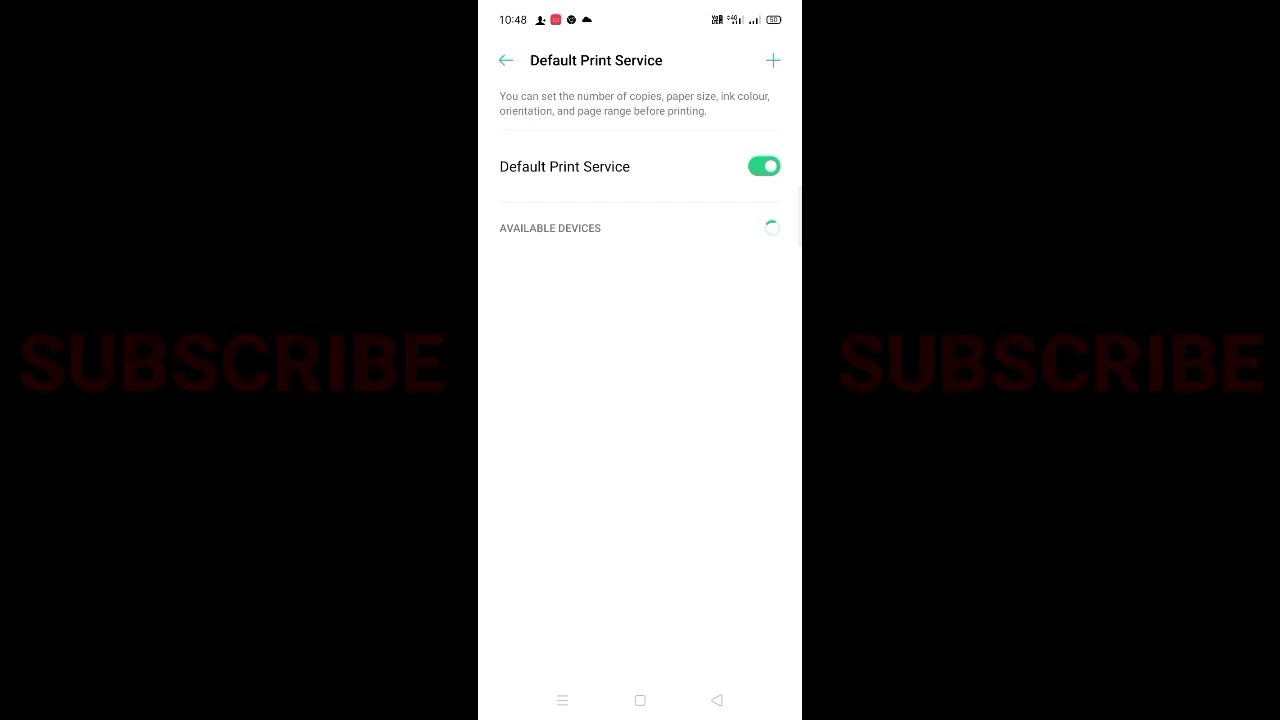 10:48
Default Print Service
You can set the number of copies, paper size, ink colour,
orientation, and page range before printing.
Default Print Service
AVAILABLE DEVICES
SUBSCRIBE
SUBSCRIBE